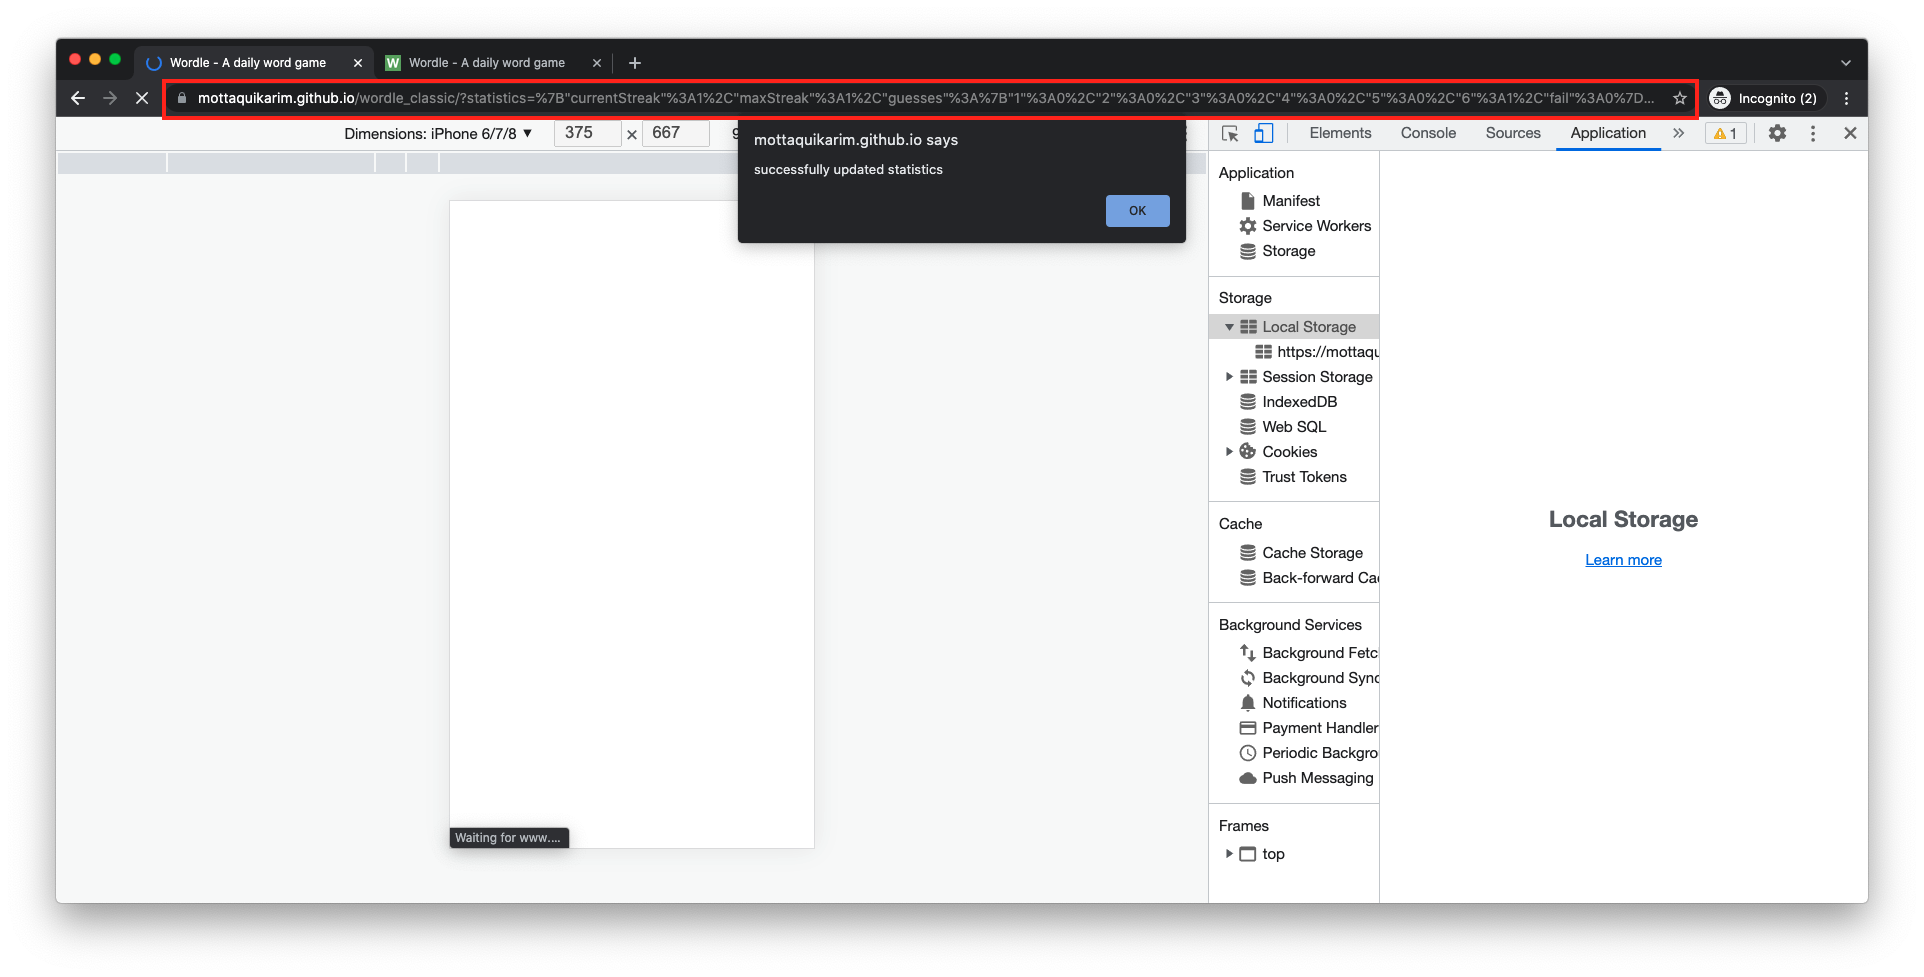 Wordle - A daily word game
W Wordle - A daily word game
mottaquikarim.github.io/wordle_classic/?statistics=%7B"currentStreak"%3A1%2C"maxStreak"%3A1%2C"guesses"%3A%7B"1"%3A0%2C"2"%3A0%2C"3"%3A0%2C"4"%3A0%2C"5"%3A0%2C"6"%3A1%2C"fail"%3A0%7D...
Incognito (2)
Dimensions: iPhone 6/7/8 ▼ 375 × 667 9
Elements Console Sources Application » 1
mottaquikarim.github.io says
successfully updated statistics
OK
Waiting for www....
Application
Manifest
Service Workers
Storage
Storage
Local Storage
https://mottaqu
Session Storage
IndexedDB
Web SQL
Cookies
Trust Tokens
Cache
Cache Storage
Back-forward Ca
Background Services
Background Fetc
Background Sync
Notifications
Payment Handler
Periodic Backgro
Push Messaging
Frames
top
Local Storage
Learn more